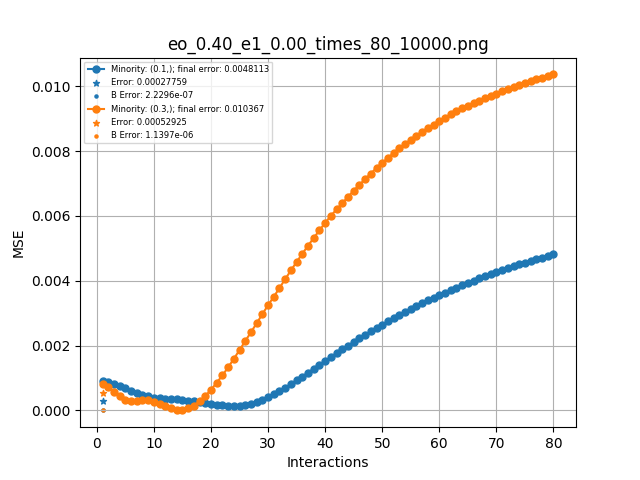 eo_0.40_e1_0.00_times_80_10000.png
Minority: (0.1,); final error: 0.0048113
Error: 0.00027759
B Error: 2.2296e-07
Minority: (0.3,); final error: 0.010367
Error: 0.00052925
B Error: 1.1397e-06
MSE
0.010
0.008
0.006
0.004
0.002
0.000
0 10 20 30 40 50 60 70 80
Interactions